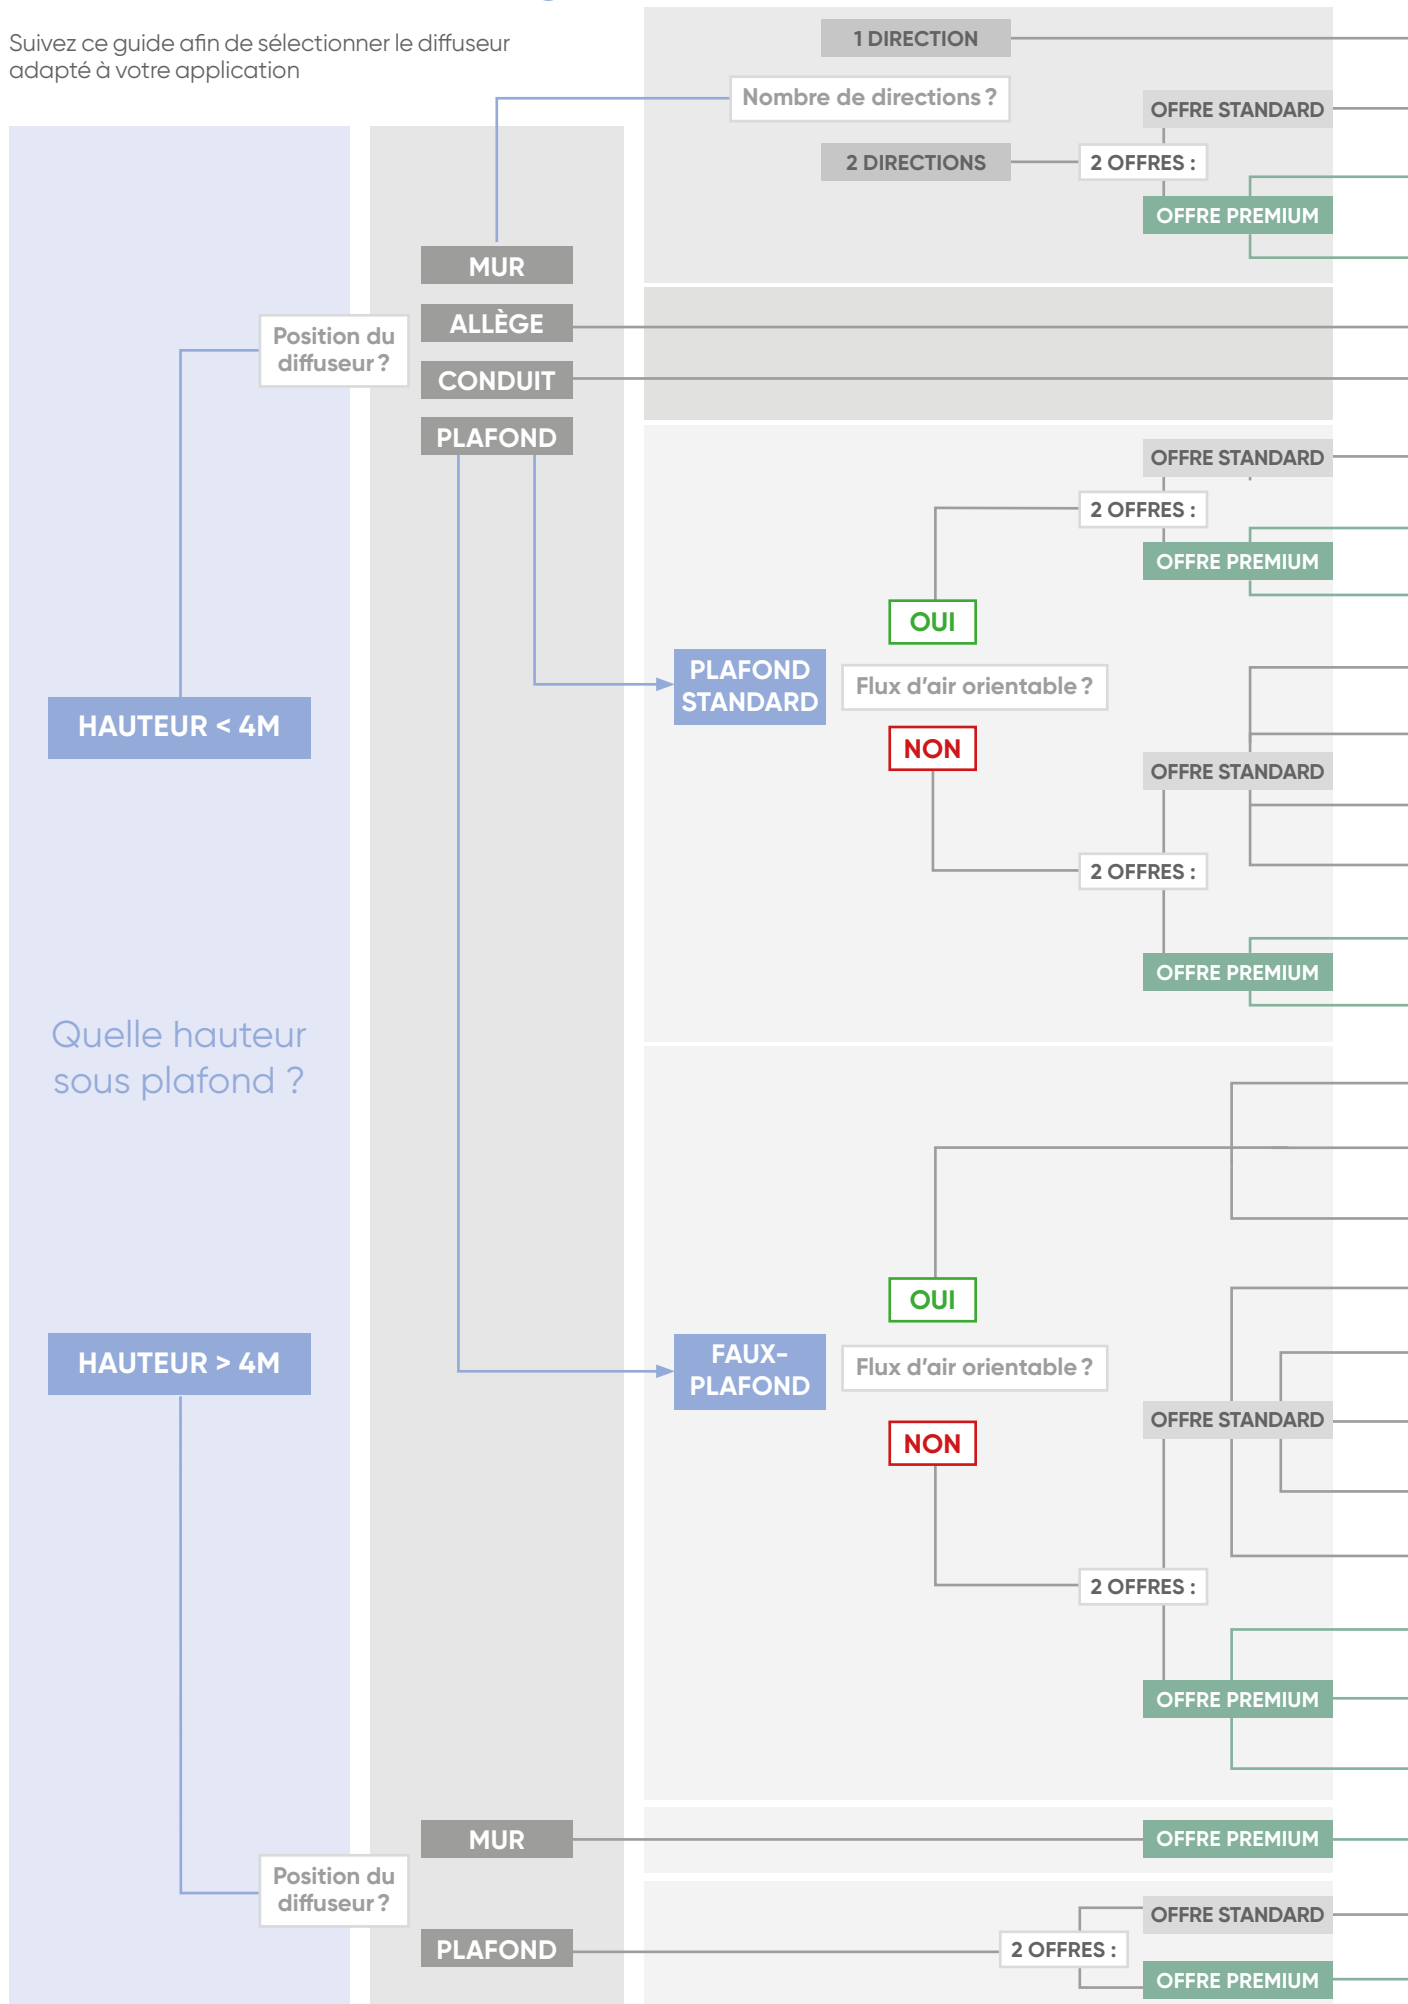 Suivez ce guide afin de sélectionner le diffuseur
adapté à votre application
1 DIRECTION
Nombre de directions ?
OFFRE STANDARD
2 DIRECTIONS
2 OFFRES :
OFFRE PREMIUM
MUR
ALLÈGE
Position du
diffuseur ?
CONDUIT
PLAFOND
OFFRE STANDARD
2 OFFRES :
OFFRE PREMIUM
OUI
PLAFOND
STANDARD
Flux d'air orientable ?
HAUTEUR < 4M
NON
OFFRE STANDARD
2 OFFRES :
OFFRE PREMIUM
Quelle hauteur
sous plafond ?
OUI
HAUTEUR > 4M
FAUX-
PLAFOND
Flux d'air orientable ?
OFFRE STANDARD
NON
2 OFFRES :
OFFRE PREMIUM
MUR
OFFRE PREMIUM
Position du
diffuseur ?
OFFRE STANDARD
PLAFOND
2 OFFRES :
OFFRE PREMIUM